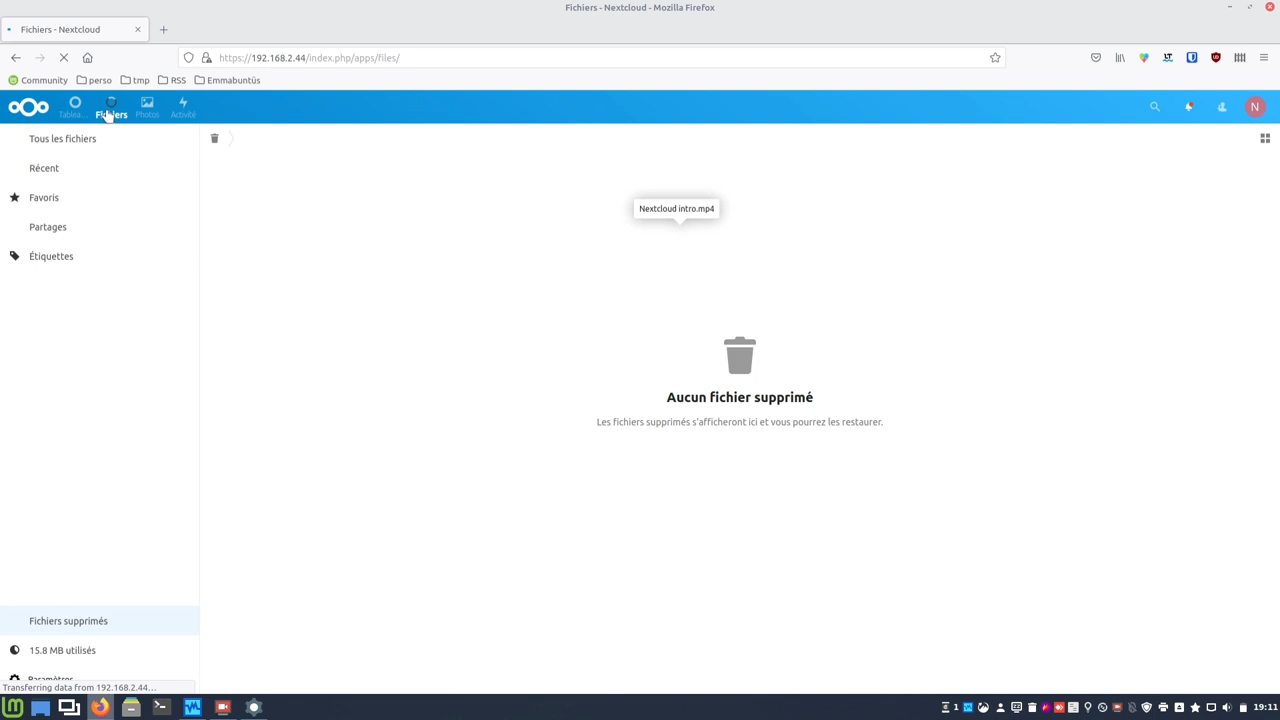 Fichiers - Nextcloud - Mozilla Firefox
Fichiers - Nextcloud
https://192.168.2.44/index.php/apps/files/
Community perso tmp RSS Emmabuntüs
Tablea... Fichiers Photos Activité
N
Tous les fichiers
Récent
Nextcloud intro.mp4
Favoris
Partages
Étiquettes
Aucun fichier supprimé
Les fichiers supprimés s'afficheront ici et vous pourrez les restaurer.
Fichiers supprimés
15.8 MB utilisés
Paramètres
Transferring data from 192.168.2.44...
1
19:11